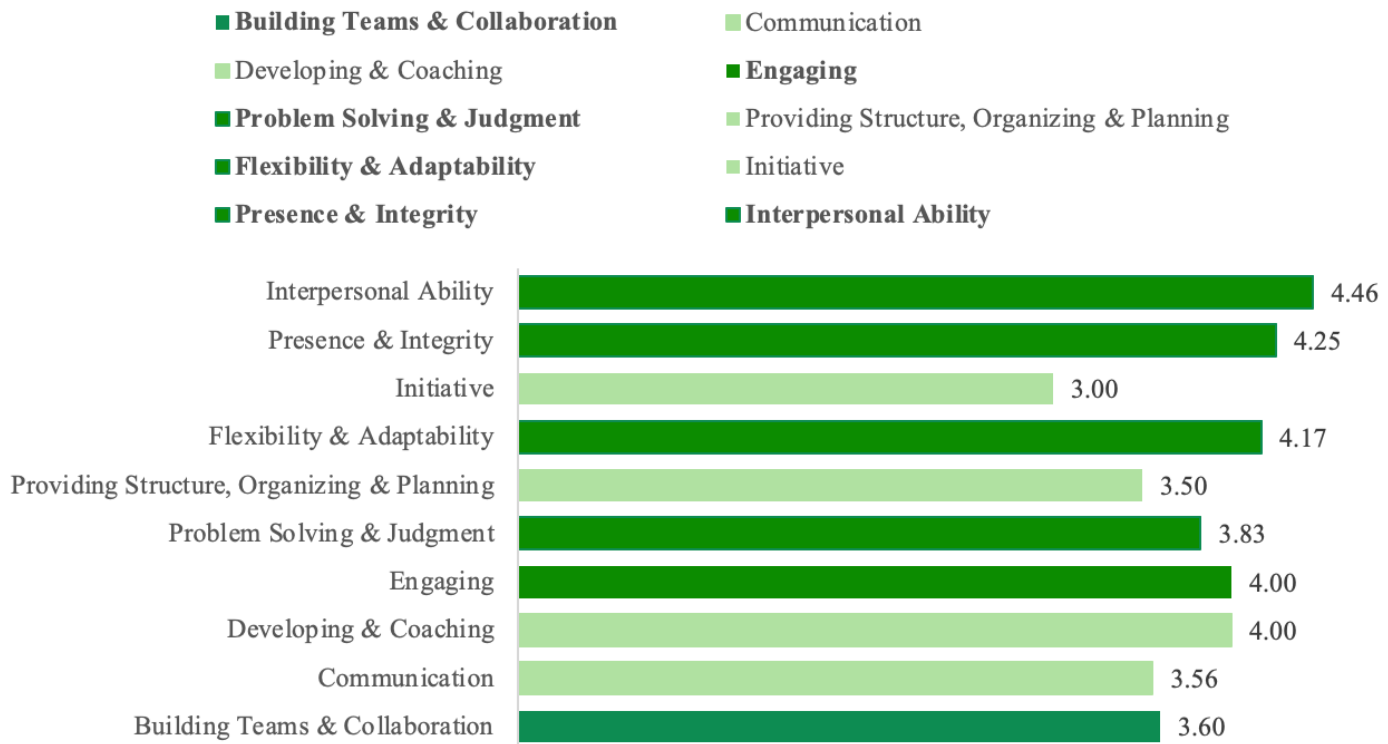 Building Teams & Collaboration Communication
Developing & Coaching Engaging
Problem Solving & Judgment Providing Structure, Organizing & Planning
Flexibility & Adaptability Initiative
Presence & Integrity Interpersonal Ability
Interpersonal Ability 4.46
Presence & Integrity 4.25
Initiative 3.00
Flexibility & Adaptability 4.17
Providing Structure, Organizing & Planning 3.50
Problem Solving & Judgment 3.83
Engaging 4.00
Developing & Coaching 4.00
Communication 3.56
Building Teams & Collaboration 3.60